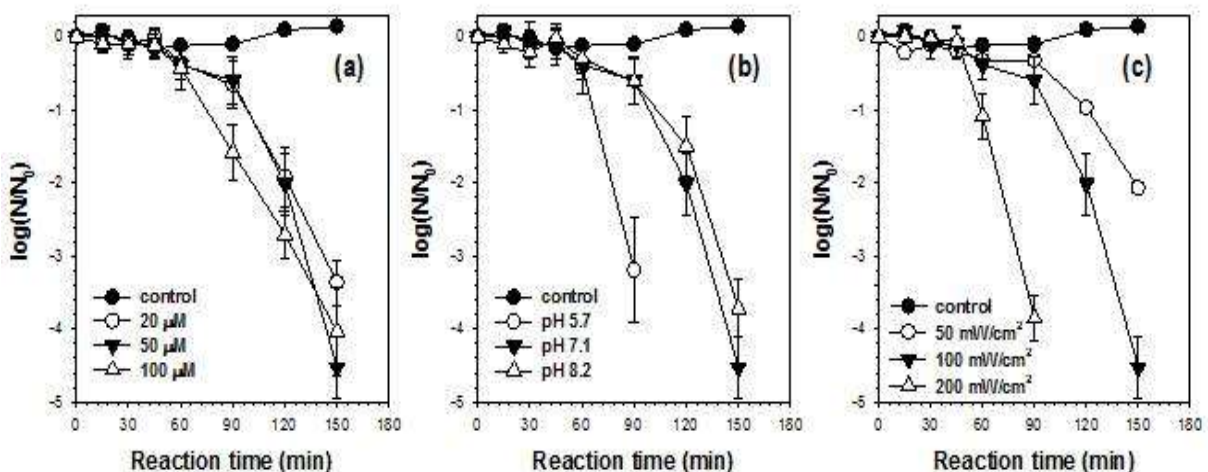 (a)
log(N/N0)
0
-1
-2
-3
-4
-5
control
20 µM
50 µM
100 µM
0 30 60 90 120 150 180
Reaction time (min)
(b)
log(N/N0)
0
-1
-2
-3
-4
-5
control
pH 5.7
pH 7.1
pH 8.2
0 30 60 90 120 150 180
Reaction time (min)
(c)
log(N/N0)
0
-1
-2
-3
-4
-5
control
50 mW/cm²
100 mW/cm²
200 mW/cm²
0 30 60 90 120 150 180
Reaction time (min)